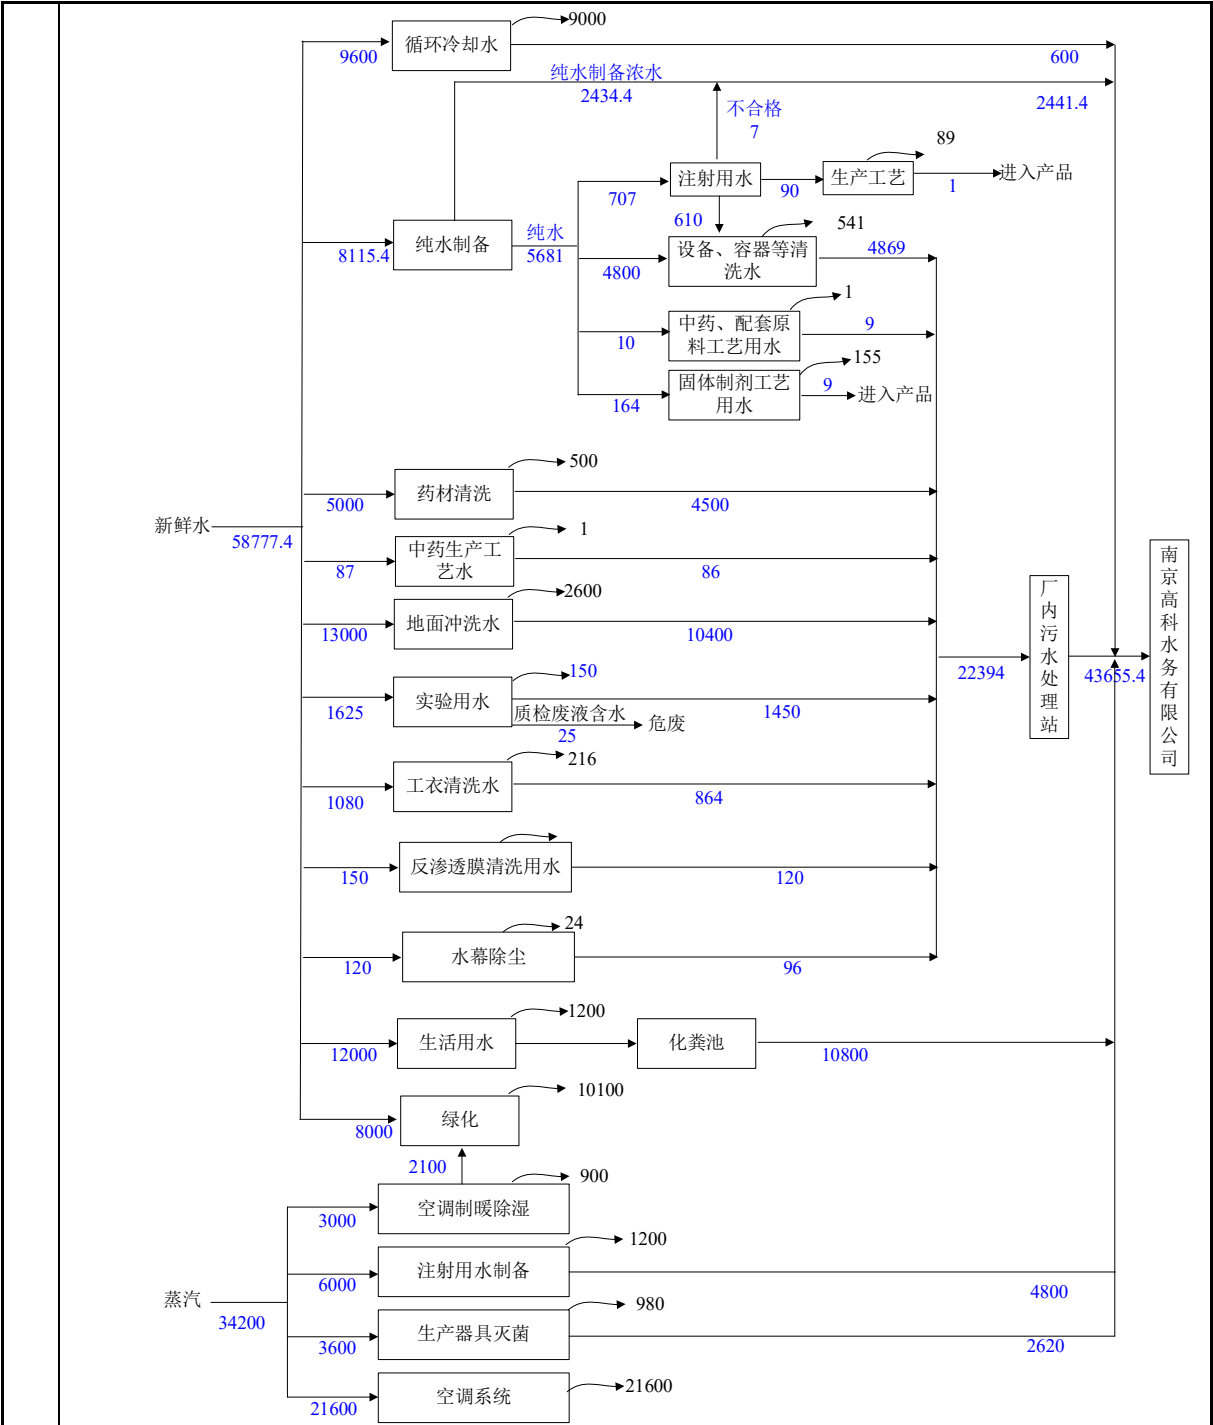 9000
循环冷却水
9600
600
纯水制备浓水
2434.4
2441.4
不合格
7
89
注射用水
生产工艺
进入产品
707
90
1
610
541
纯水制备
纯水
8115.4
5681
设备、容器等清
洗水
4869
4800
1
中药、配套原
料工艺用水
9
10
155
固体制剂工艺
用水
9
进入产品
164
500
药材清洗
5000
4500
新鲜水
58777.4
1
中药生产工
艺水
87
86
2600
地面冲洗水
13000
10400
厂内污水处理站
南京高科水务有限公司
22394
43655.4
150
实验用水
1625
质检废液含水
25
危废
1450
216
工衣清洗水
1080
864
反渗透膜清洗用水
150
120
24
水幕除尘
120
96
1200
生活用水
化粪池
12000
10800
10100
绿化
8000
2100
900
空调制暖除湿
3000
1200
注射用水制备
6000
4800
蒸汽
34200
980
生产器具灭菌
3600
2620
21600
空调系统
21600